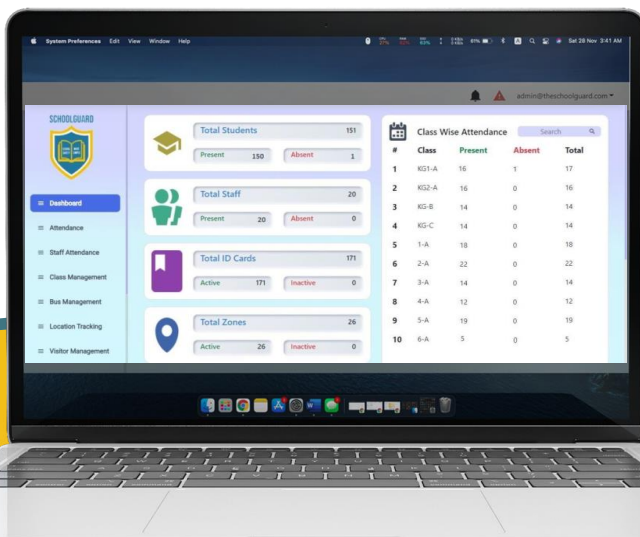 System Preferences Edit View Window Help
61% Sat 28 Nov 3:41 AM
admin@theschoolguard.com
SCHOOLGUARD
Dashboard
Attendance
Staff Attendance
Class Management
Bus Management
Location Tracking
Visitor Management
Total Students 151
Present 150 Absent 1
Total Staff 20
Present 20 Absent 0
Total ID Cards 171
Active 171 Inactive 0
Total Zones 26
Active 26 Inactive 0
Class Wise Attendance Search
# Class Present Absent Total
1 KG1-A 16 1 17
2 KG2-A 16 0 16
3 KG-B 14 0 14
4 KG-C 14 0 14
5 1-A 18 0 18
6 2-A 22 0 22
7 3-A 14 0 14
8 4-A 12 0 12
9 5-A 19 0 19
10 6-A 5 0 5